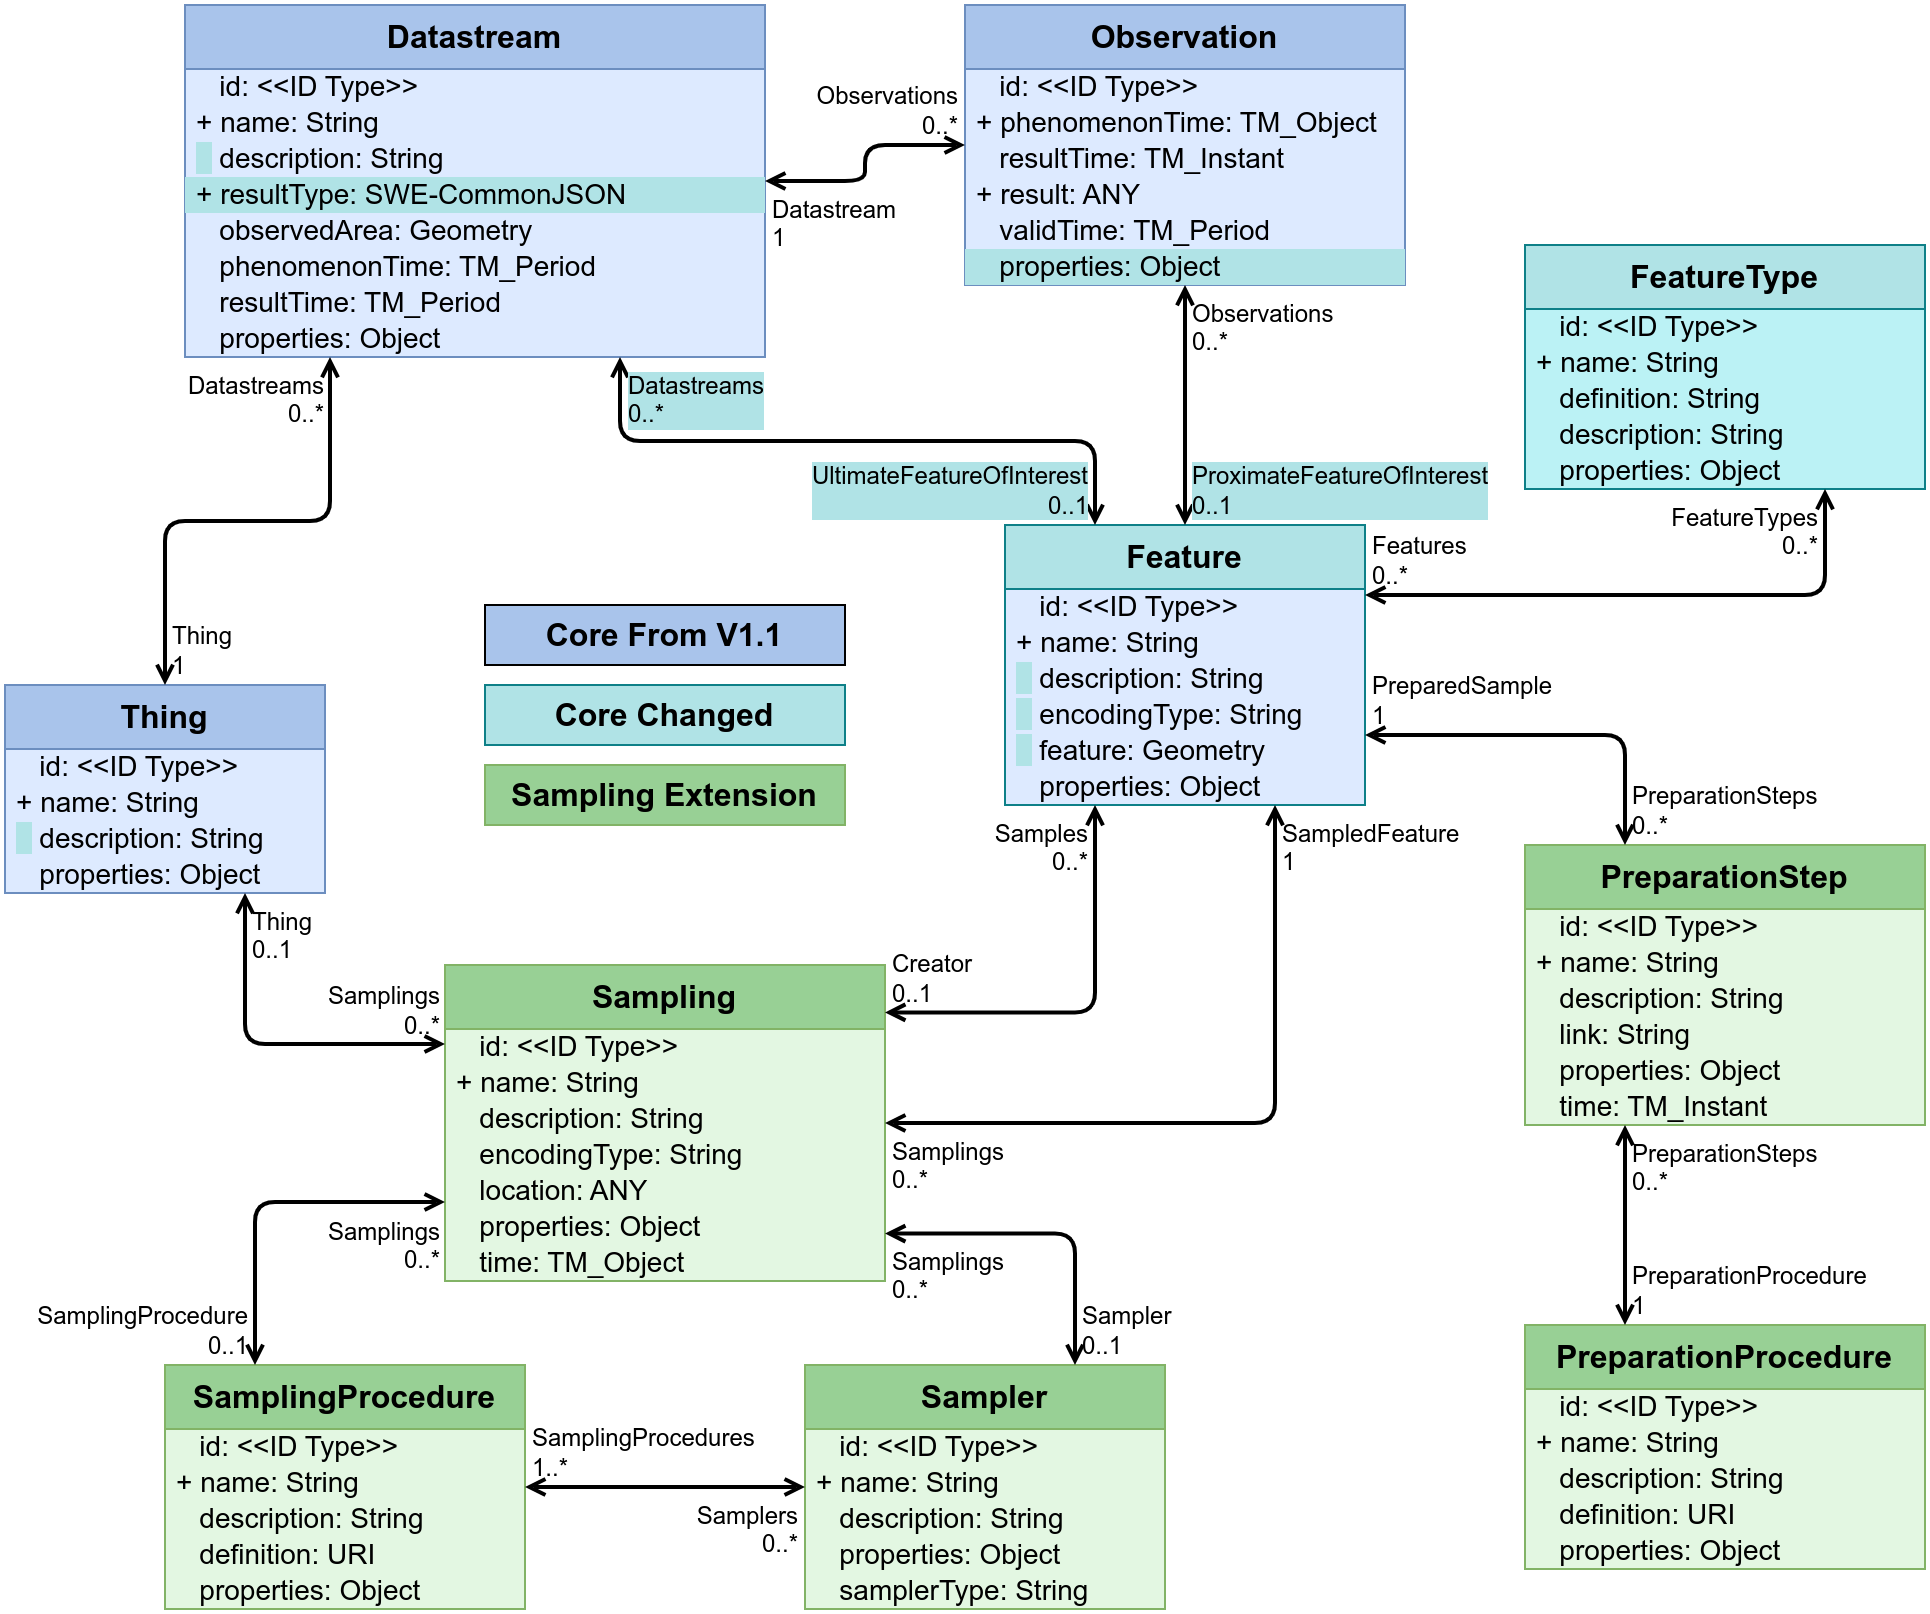 Datastream
id: <<ID Type>>
+ name: String
description: String
+ resultType: SWE-CommonJSON
observedArea: Geometry
phenomenonTime: TM_Period
resultTime: TM_Period
properties: Object
Observations
0..*
Datastream
1
Observation
id: <<ID Type>>
+ phenomenonTime: TM_Object
resultTime: TM_Instant
+ result: ANY
validTime: TM_Period
properties: Object
FeatureType
id: <<ID Type>>
+ name: String
definition: String
description: String
properties: Object
Datastreams
0..*
Datastreams
0..*
Observations
0..*
UltimateFeatureOfInterest
0..1
ProximateFeatureOfInterest
0..1
FeatureTypes
0..*
Features
0..*
Feature
id: <<ID Type>>
+ name: String
description: String
encodingType: String
feature: Geometry
properties: Object
Thing
1
Core From V1.1
Core Changed
Sampling Extension
Thing
id: <<ID Type>>
+ name: String
description: String
properties: Object
PreparedSample
1
PreparationSteps
0..*
PreparationStep
id: <<ID Type>>
+ name: String
description: String
link: String
properties: Object
time: TM_Instant
Samples
0..*
SampledFeature
1
Thing
0..1
Samplings
0..*
Creator
0..1
Sampling
id: <<ID Type>>
+ name: String
description: String
encodingType: String
location: ANY
properties: Object
time: TM_Object
Samplings
0..*
Samplings
0..*
Samplings
0..*
PreparationSteps
0..*
PreparationProcedure
1
SamplingProcedure
0..1
Sampler
0..1
SamplingProcedure
id: <<ID Type>>
+ name: String
description: String
definition: URI
properties: Object
SamplingProcedures
1..*
Samplers
0..*
Sampler
id: <<ID Type>>
+ name: String
description: String
properties: Object
samplerType: String
PreparationProcedure
id: <<ID Type>>
+ name: String
description: String
definition: URI
properties: Object